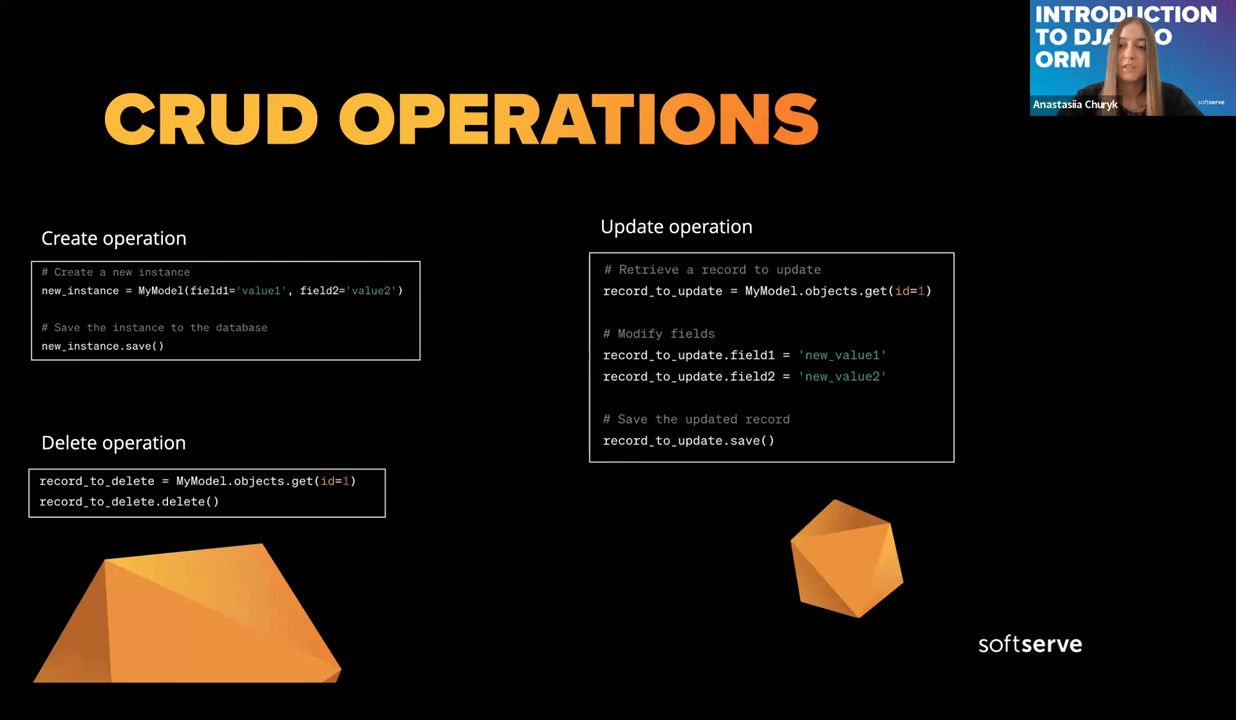 INTRODUCTION
TO DJA O
ORM
Anastasiia Churyk
softserve
CRUD OPERATIONS
Create operation
# Create a new instance
new_instance = MyModel(field1='value1', field2='value2')
# Save the instance to the database
new_instance.save()
Delete operation
record_to_delete = MyModel.objects.get(id=1)
record_to_delete.delete()
Update operation
# Retrieve a record to update
record_to_update = MyModel.objects.get(id=1)
# Modify fields
record_to_update.field1 = 'new_value1'
record_to_update.field2 = 'new_value2'
# Save the updated record
record_to_update.save()
softserve